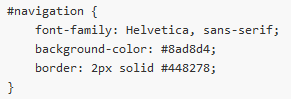 #navigation {
    font-family: Helvetica, sans-serif;
    background-color: #8ad8d4;
    border: 2px solid #448278;
}